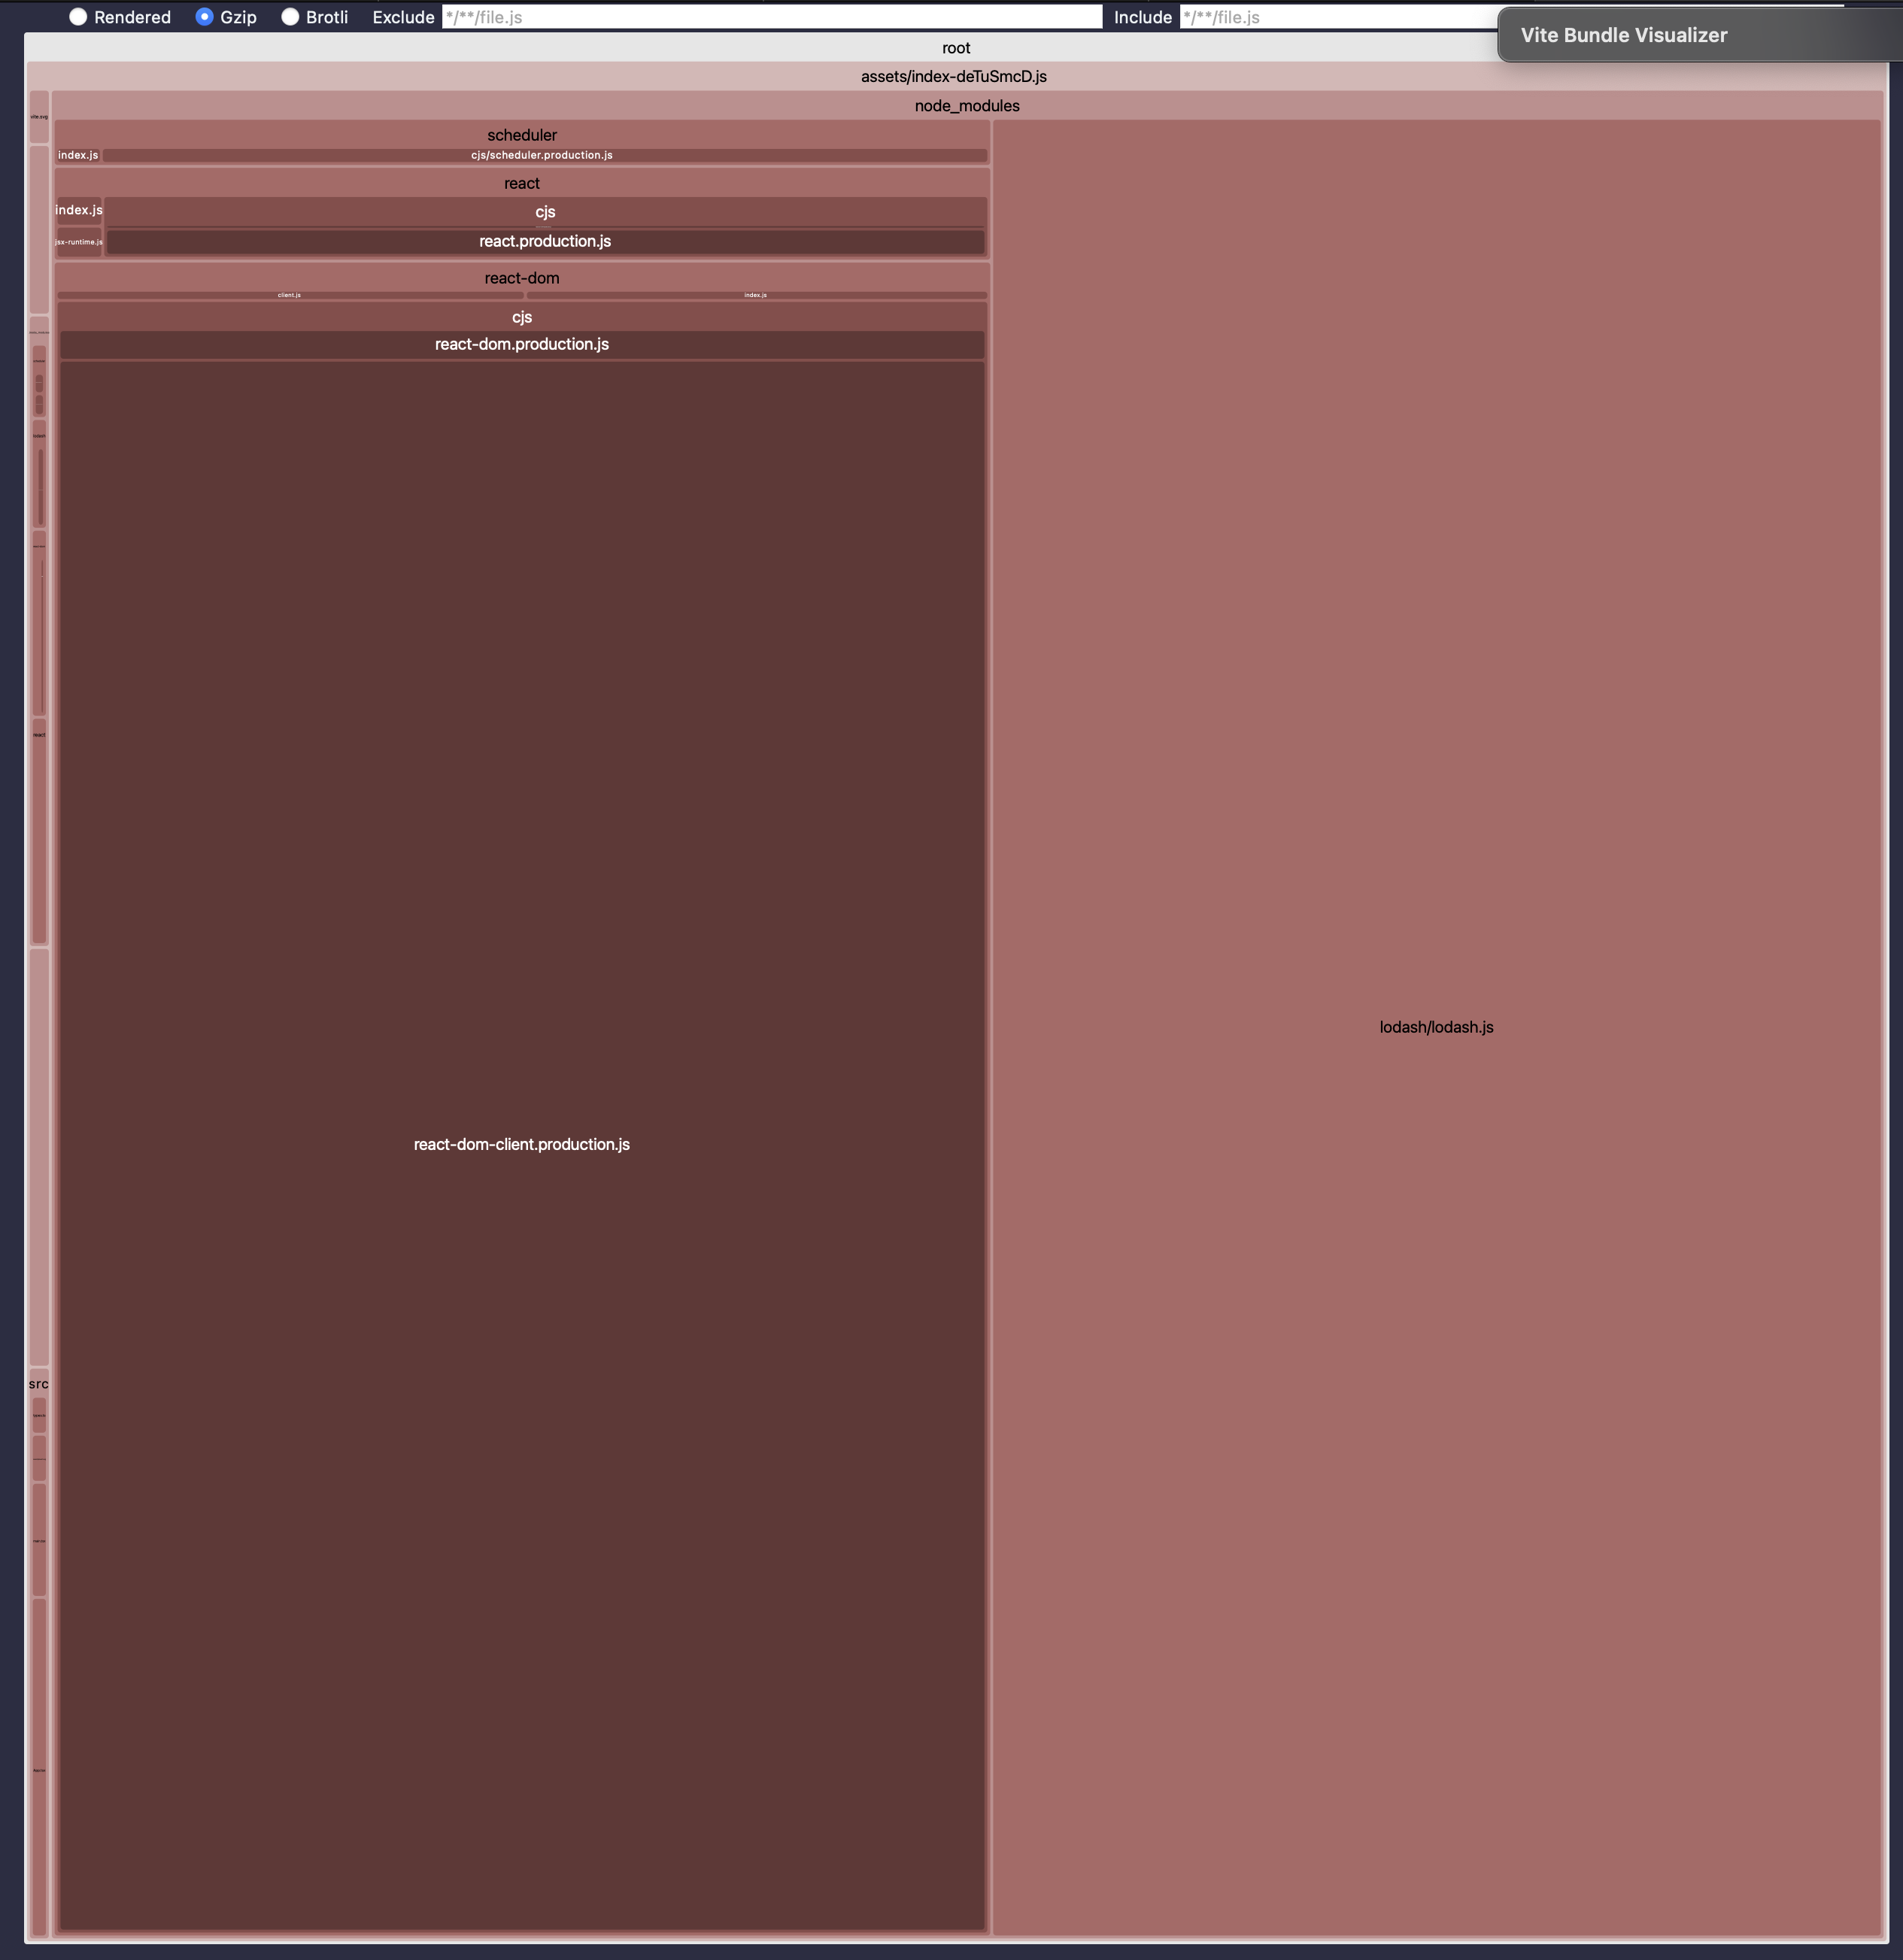 Rendered Gzip Brotli Exclude */**/file.js Include */**/file.js
Vite Bundle Visualizer
root
assets/index-deTuSmcD.js
node_modules
vite.svg
scheduler
index.js cjs/scheduler.production.js
react
index.js cjs
jsx-runtime.js react.production.js
react-dom
client.js index.js
cjs
react-dom.production.js
lodash
react
lodash/lodash.js
react-dom-client.production.js
src